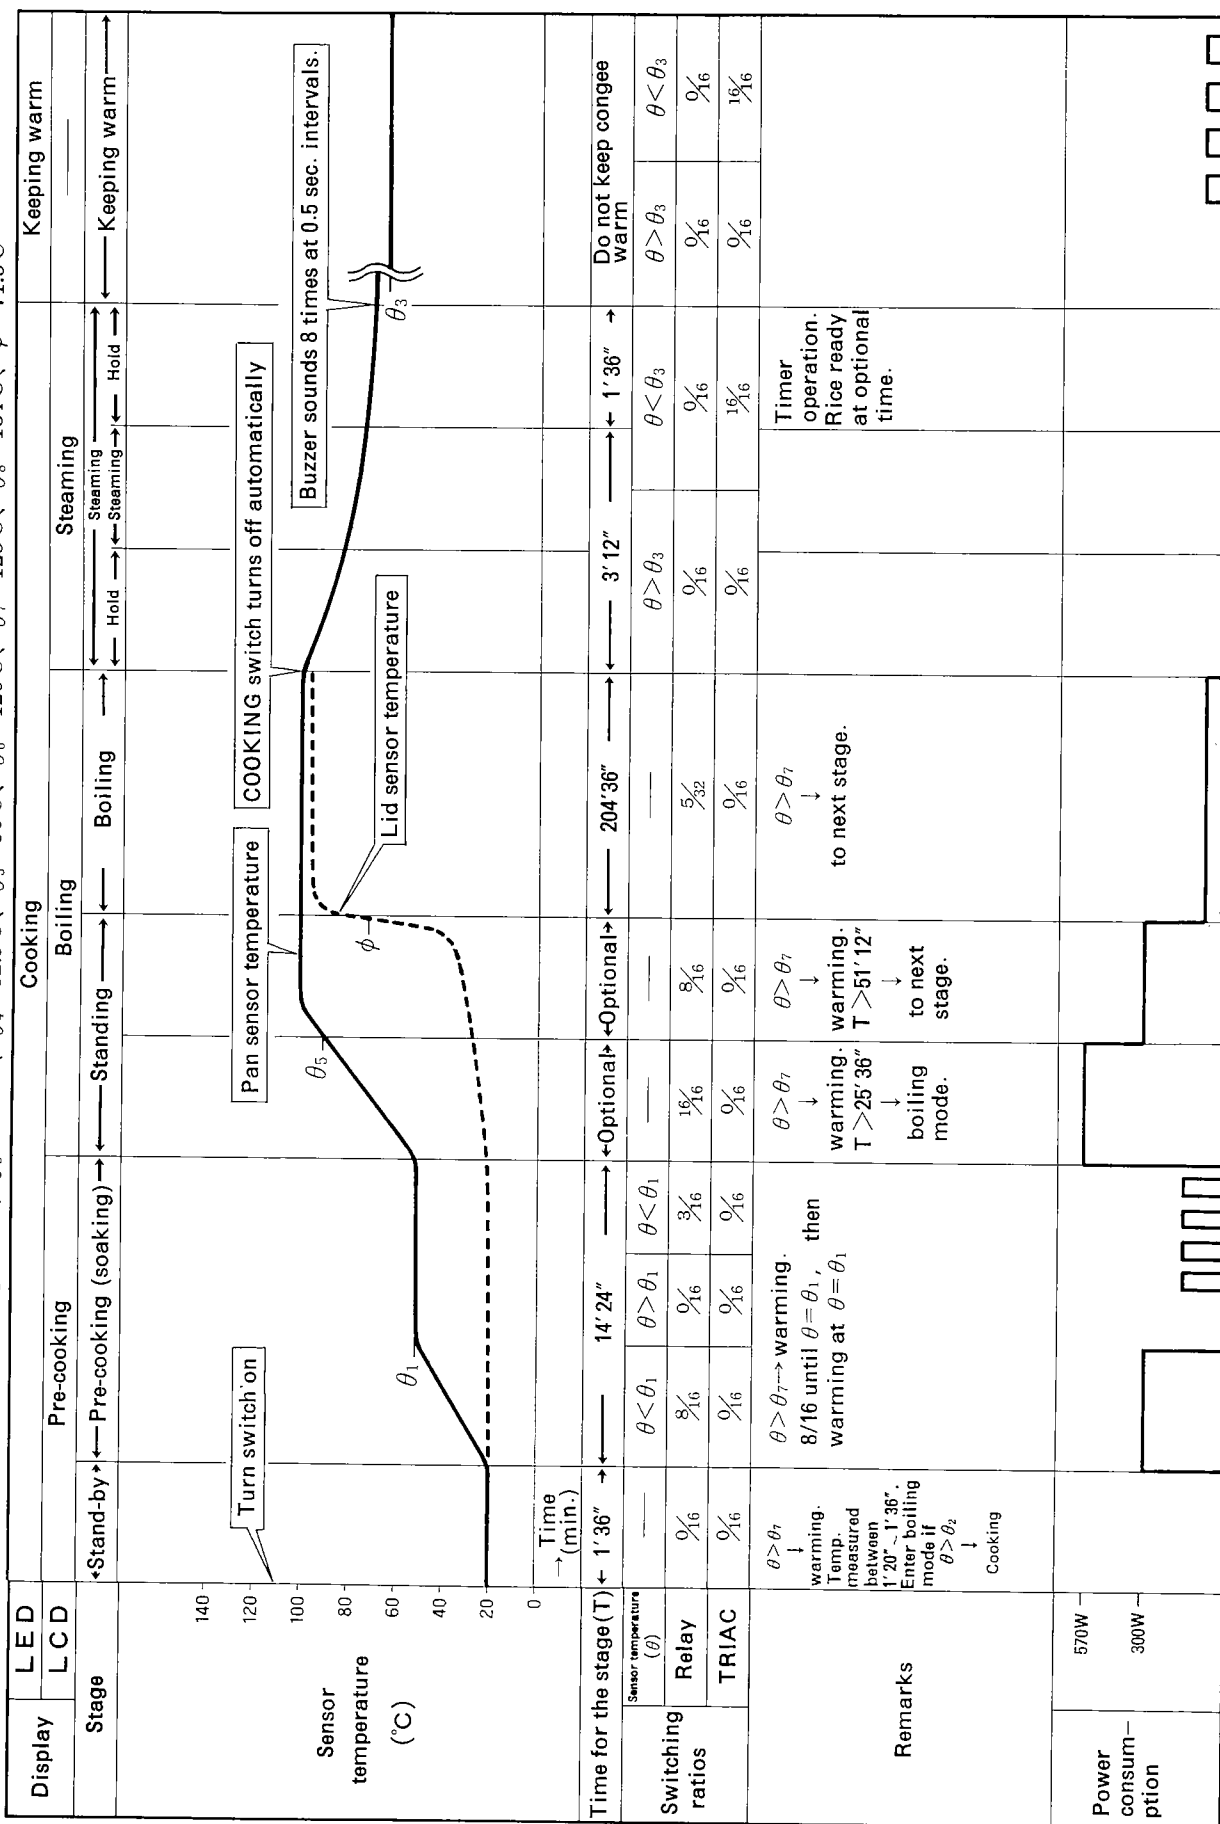 Display
LED
Cooking
Keeping warm
LCD
Pre-cooking
Boiling
Steaming
—
Stage
Stand-by
Pre-cooking (soaking)
Standing
Boiling
Steaming
Hold
Steaming
Hold
Keeping warm
Sensor
temperature
(°C)
140
120
100
80
60
40
20
0
Turn switch on
Pan sensor temperature
COOKING switch turns off automatically
Lid sensor temperature
Buzzer sounds 8 times at 0.5 sec. intervals.
θ1
θ5
φ
θ3
→ Time
(min.)
Time for the stage (T)
1′36″
14′24″
Optional
Optional
204′36″
3′12″
1′36″
Do not keep congee
warm
Switching
ratios
Sensor temperature
(θ)
—
θ<θ1
θ>θ1
θ<θ1
—
—
—
θ>θ3
θ<θ3
θ>θ3
θ<θ3
Relay
0/16
8/16
0/16
3/16
16/16
8/16
5/32
0/16
0/16
0/16
0/16
TRIAC
0/16
0/16
0/16
0/16
0/16
0/16
0/16
0/16
16/16
0/16
16/16
Remarks
θ>θ7
↓
warming.
Temp.
measured
between
1′20″~1′36″.
Enter boiling
mode if
θ>θ2
↓
Cooking
θ>θ7→warming.
8/16 until θ=θ1, then
warming at θ=θ1
θ>θ7
↓
warming.
T>25′36″
↓
boiling
mode.
θ>θ7
↓
warming.
T>51′12″
↓
to next
stage.
θ>θ7
↓
to next stage.
Timer
operation.
Rice ready
at optional
time.
Power
consum-
ption
570W
300W